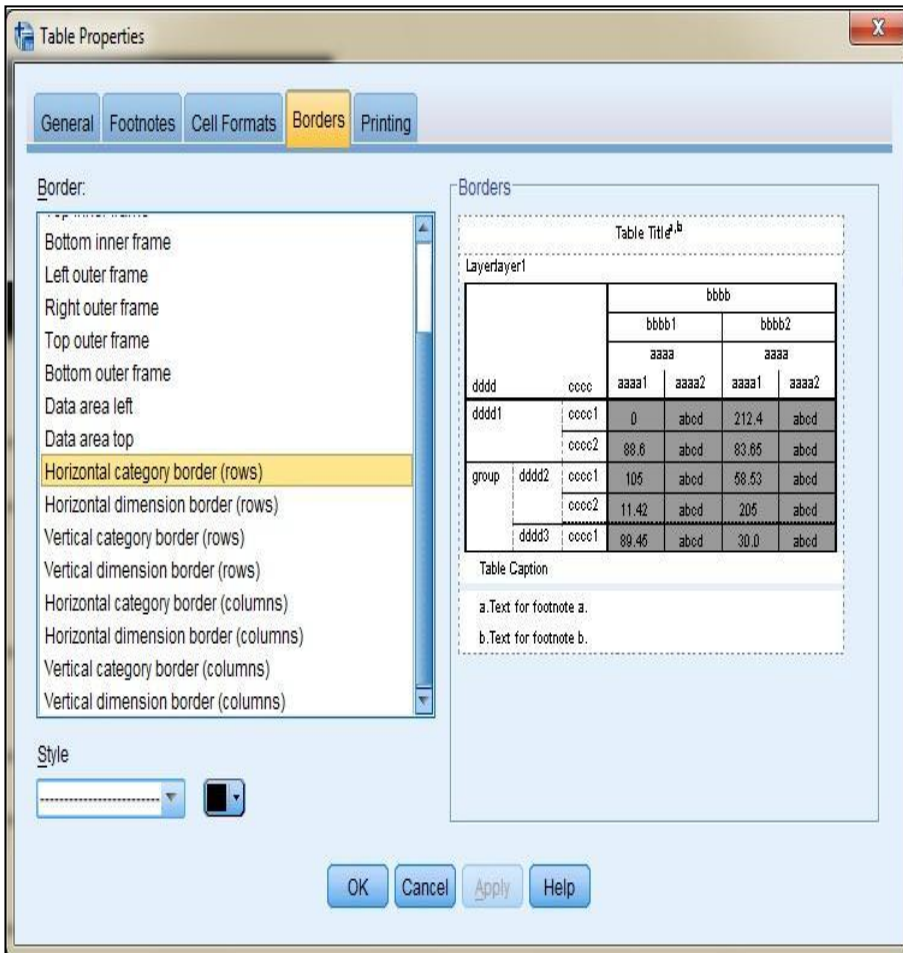 Table Properties
General Footnotes Cell Formats Borders Printing
Border:
Top inner frame
Bottom inner frame
Left outer frame
Right outer frame
Top outer frame
Bottom outer frame
Data area left
Data area top
Horizontal category border (rows)
Horizontal dimension border (rows)
Vertical category border (rows)
Vertical dimension border (rows)
Horizontal category border (columns)
Horizontal dimension border (columns)
Vertical category border (columns)
Vertical dimension border (columns)
Style
Borders
Table Titlea,b
Layerlayer1
bbbb
bbbb1 bbbb2
aaaa aaaa
dddd cccc aaaa1 aaaa2 aaaa1 aaaa2
dddd1 cccc1 0 abcd 212.4 abcd
cccc2 88.6 abcd 83.65 abcd
group dddd2 cccc1 105 abcd 58.53 abcd
cccc2 11.42 abcd 205 abcd
dddd3 cccc1 89.45 abcd 30.0 abcd
Table Caption
a.Text for footnote a.
b.Text for footnote b.
OK Cancel Apply Help